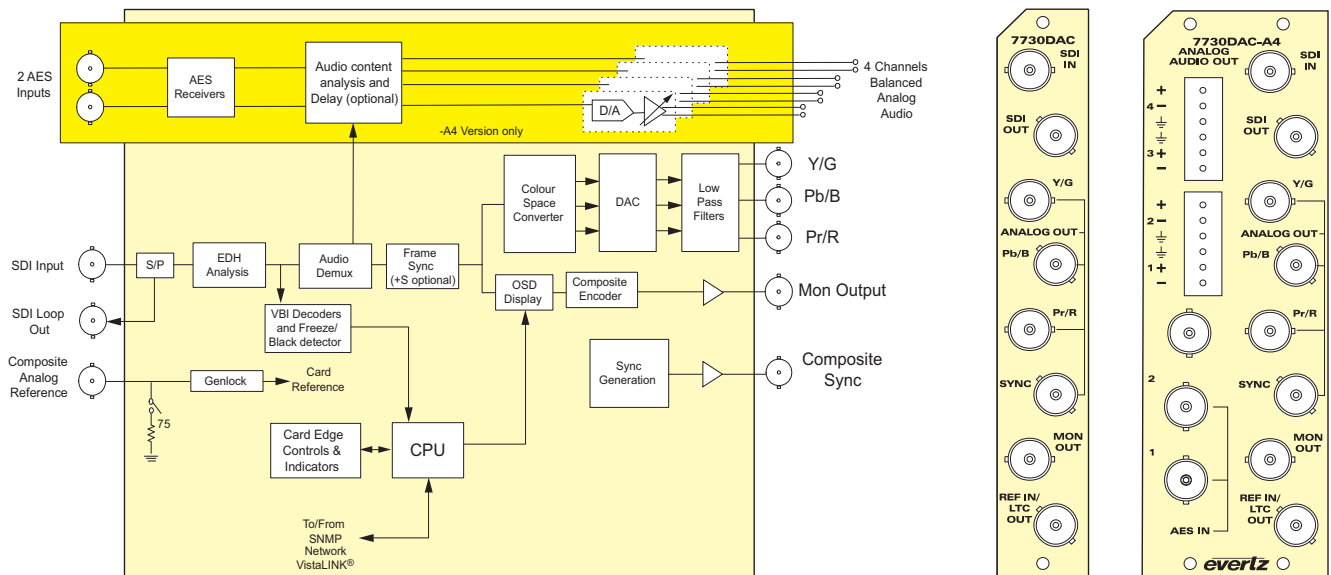 2 AES
Inputs
AES
Receivers
Audio content
analysis and
Delay (optional)
D/A
4 Channels
Balanced
Analog
Audio
-A4 Version only
Y/G
Pb/B
Pr/R
Colour
Space
Converter
DAC
Low
Pass
Filters
SDI Input
S/P
EDH
Analysis
Audio
Demux
Frame
Sync
(+S optional)
OSD
Display
Composite
Encoder
Mon Output
SDI Loop
Out
VBI Decoders
and Freeze/
Black detector
Composite
Analog
Reference
Genlock
Card
Reference
75
Sync
Generation
Composite
Sync
Card Edge
Controls &
Indicators
CPU
To/From
SNMP
Network
VistaLINK®
7730DAC
SDI
IN
SDI
OUT
Y/G
ANALOG OUT
Pb/B
Pr/R
SYNC
MON
OUT
REF IN/
LTC
OUT
7730DAC-A4
ANALOG
AUDIO OUT
SDI
IN
+
4 -
3 +
-
SDI
OUT
+
2 -
1 +
-
Y/G
ANALOG OUT
Pb/B
Pr/R
2
SYNC
1
MON
OUT
AES IN
REF IN/
LTC
OUT
evertz